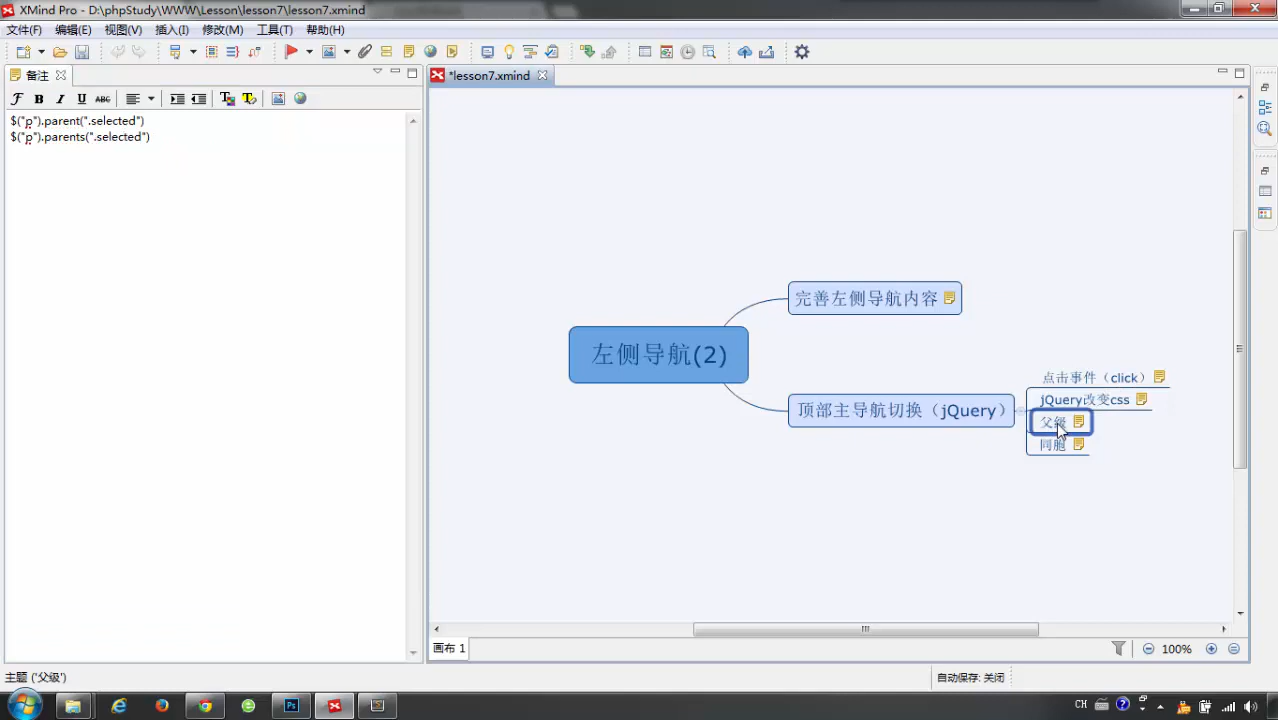 XMind Pro - D:\phpStudy\WWW\Lesson\lesson7\lesson7.xmind
文件(F) 编辑(E) 视图(V) 插入(I) 修改(M) 工具(T) 帮助(H)
备注
*lesson7.xmind
B I U ABC
$("p").parent(".selected")
$("p").parents(".selected")
完善左侧导航内容
左侧导航(2)
点击事件（click）
jQuery改变css
顶部主导航切换（jQuery）
父级
同胞
画布 1
100%
主题 ('父级')
自动保存: 关闭
Ps
CH